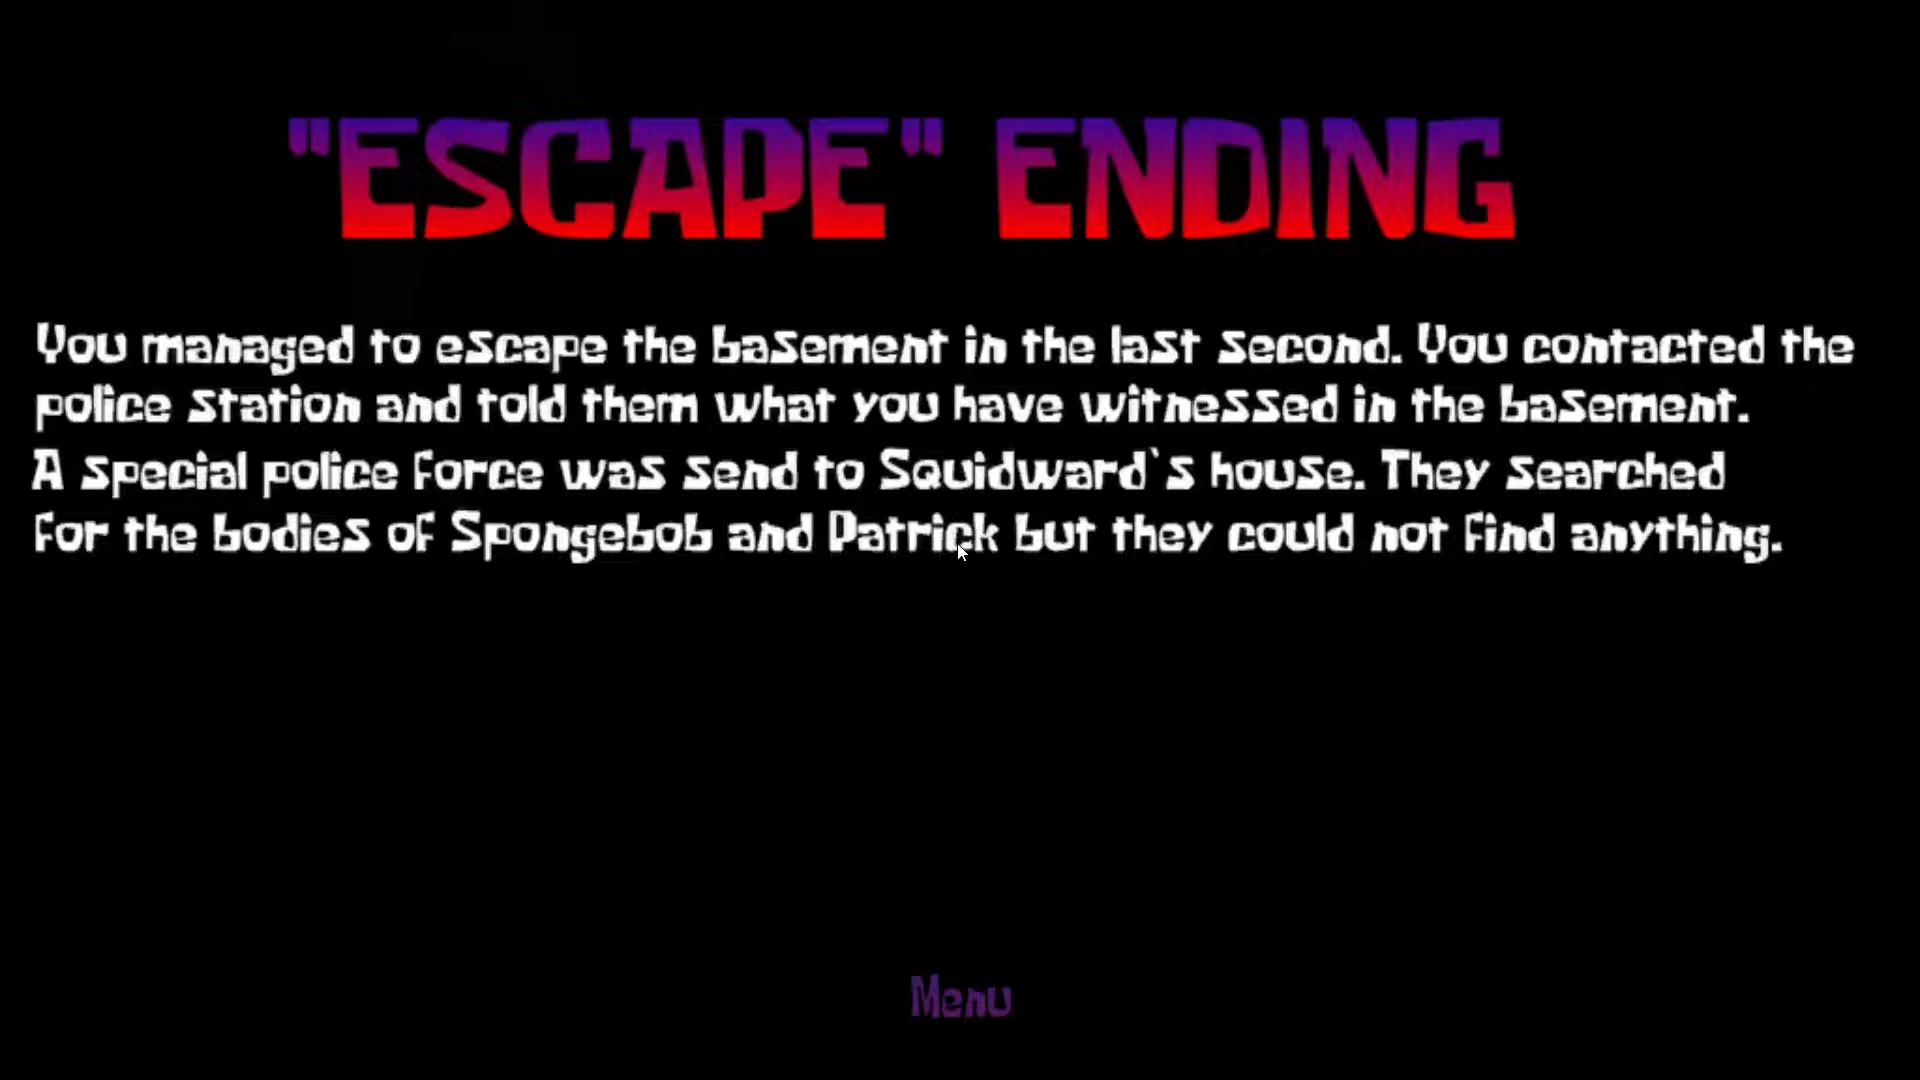 "ESCAPE" ENDING
You managed to escape the basement in the last second. You contacted the
police station and told them what you have witnessed in the basement.
A special police force was send to Squidward`s house. They searched
for the bodies of Spongebob and Patrick but they could not find anything.
Menu